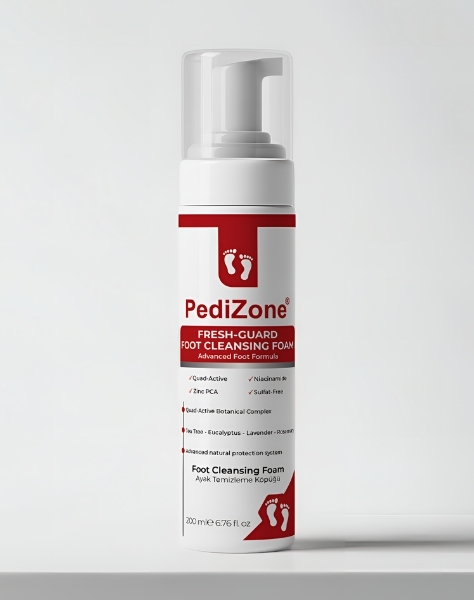 PediZone®
FRESH-GUARD
FOOT CLEANSING FOAM
Advanced Foot Formula
✓Quad-Active ✓Niacinamide
✓Zinc PCA ✓Sulfat-Free
Quad-Active Botanical Complex
Tea Tree - Eucalyptus - Lavender - Rosemary
Advanced natural protection system
Foot Cleansing Foam
Ayak Temizleme Köpüğü
200 ml℮ 6.76 fl. oz